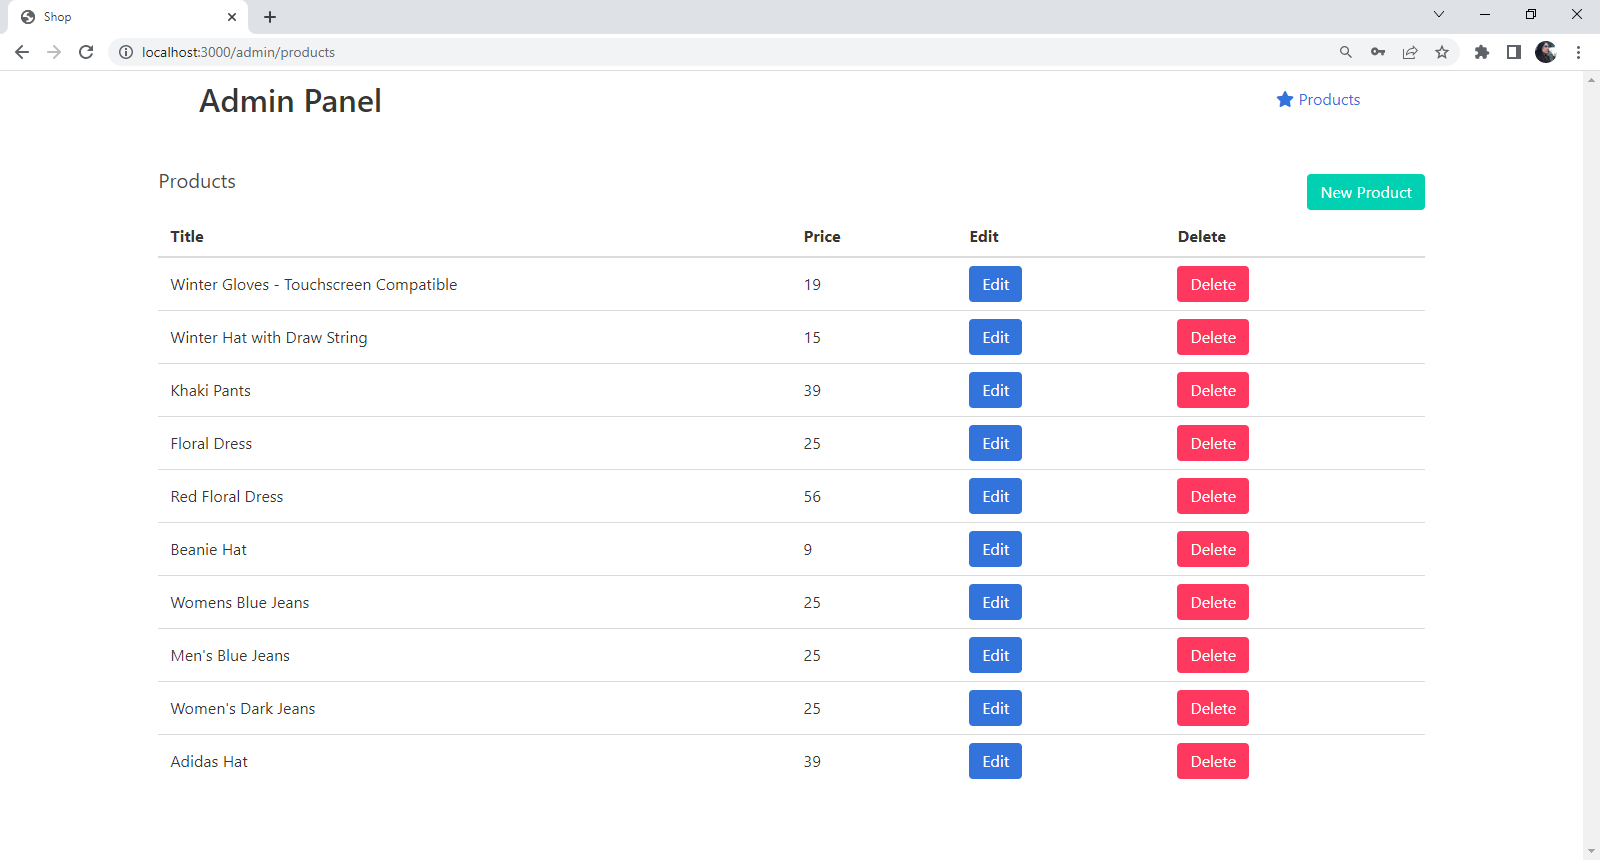 Shop
localhost:3000/admin/products
Admin Panel
Products
Products
New Product
Title Price Edit Delete
Winter Gloves - Touchscreen Compatible 19 Edit Delete
Winter Hat with Draw String 15 Edit Delete
Khaki Pants 39 Edit Delete
Floral Dress 25 Edit Delete
Red Floral Dress 56 Edit Delete
Beanie Hat 9 Edit Delete
Womens Blue Jeans 25 Edit Delete
Men's Blue Jeans 25 Edit Delete
Women's Dark Jeans 25 Edit Delete
Adidas Hat 39 Edit Delete